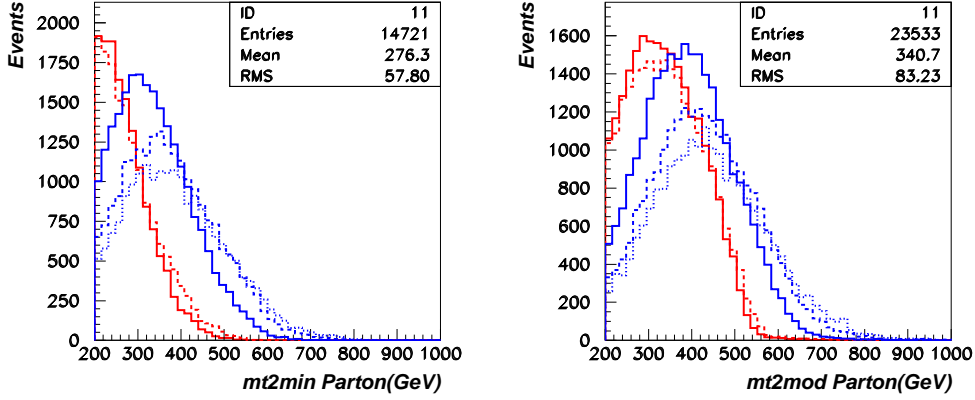 Events
2000
1750
1500
1250
1000
750
500
250
0
ID 11
Entries 14721
Mean 276.3
RMS 57.80
200 300 400 500 600 700 800 900 1000
mt2min Parton(GeV)
Events
1600
1400
1200
1000
800
600
400
200
0
ID 11
Entries 23533
Mean 340.7
RMS 83.23
200 300 400 500 600 700 800 900 1000
mt2mod Parton(GeV)